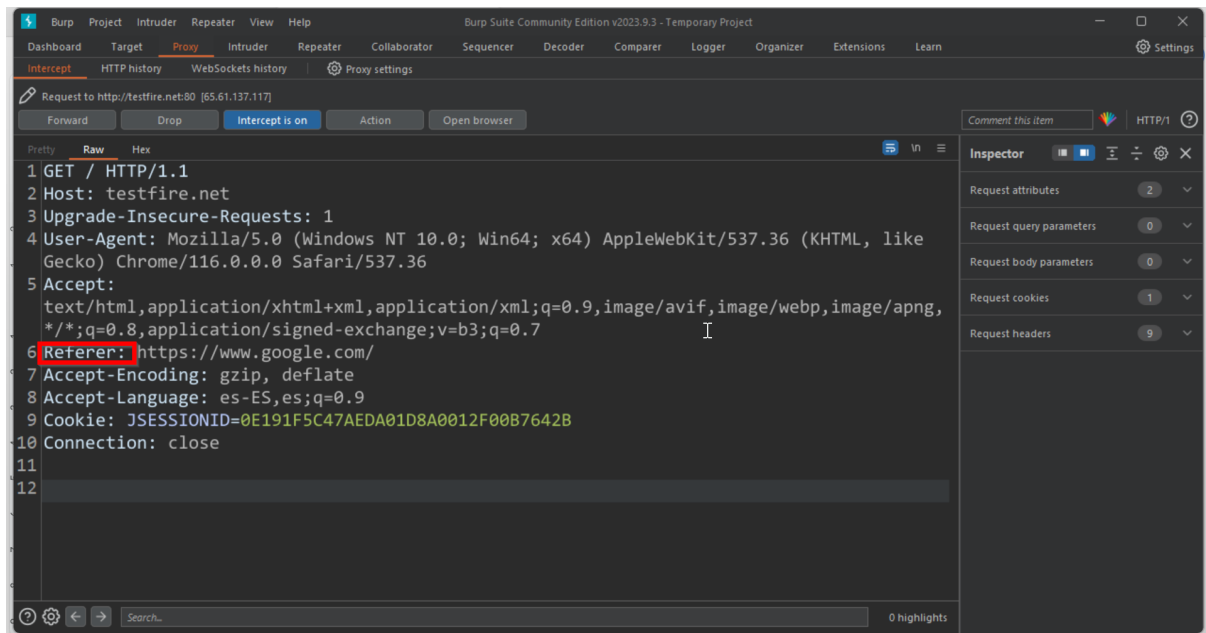 Burp Project Intruder Repeater View Help Burp Suite Community Edition v2023.9.3 - Temporary Project
Dashboard Target Proxy Intruder Repeater Collaborator Sequencer Decoder Comparer Logger Organizer Extensions Learn Settings
Intercept HTTP history WebSockets history Proxy settings
Request to http://testfire.net:80 [65.61.137.117]
Forward Drop Intercept is on Action Open browser Comment this item HTTP/1
Pretty Raw Hex \n
Inspector
1 GET / HTTP/1.1
2 Host: testfire.net
3 Upgrade-Insecure-Requests: 1
4 User-Agent: Mozilla/5.0 (Windows NT 10.0; Win64; x64) AppleWebKit/537.36 (KHTML, like
Gecko) Chrome/116.0.0.0 Safari/537.36
5 Accept:
text/html,application/xhtml+xml,application/xml;q=0.9,image/avif,image/webp,image/apng,
*/*;q=0.8,application/signed-exchange;v=b3;q=0.7
6 Referer: https://www.google.com/
7 Accept-Encoding: gzip, deflate
8 Accept-Language: es-ES,es;q=0.9
9 Cookie: JSESSIONID=0E191F5C47AEDA01D8A0012F00B7642B
10 Connection: close
11
12
Request attributes 2
Request query parameters 0
Request body parameters 0
Request cookies 1
Request headers 9
Search... 0 highlights